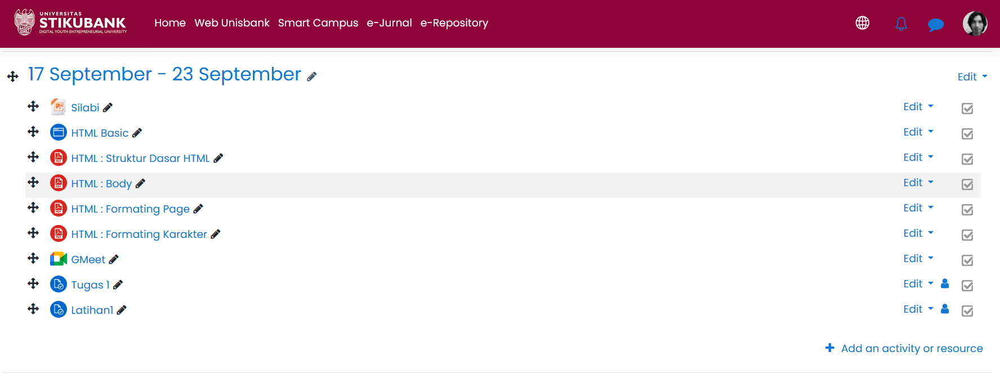 UNIVERSITAS
STIKUBANK
DIGITAL YOUTH ENTREPRENEURIAL UNIVERSITY
Home Web Unisbank Smart Campus e-Jurnal e-Repository
17 September - 23 September Edit
Silabi Edit
HTML Basic Edit
HTML : Struktur Dasar HTML Edit
HTML : Body Edit
HTML : Formating Page Edit
HTML : Formating Karakter Edit
GMeet Edit
Tugas 1 Edit
Latihan1 Edit
Add an activity or resource